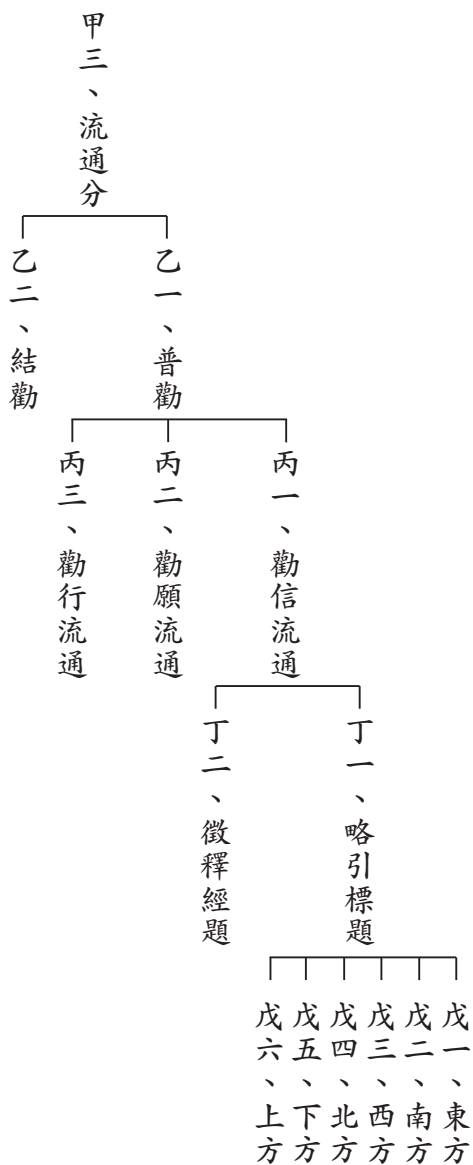 甲三、流通分
乙一、普勸
乙二、結勸
丙一、勸信流通
丙二、勸願流通
丙三、勸行流通
丁一、略引標題
丁二、徵釋經題
戊一、東方
戊二、南方
戊三、西方
戊四、北方
戊五、下方
戊六、上方